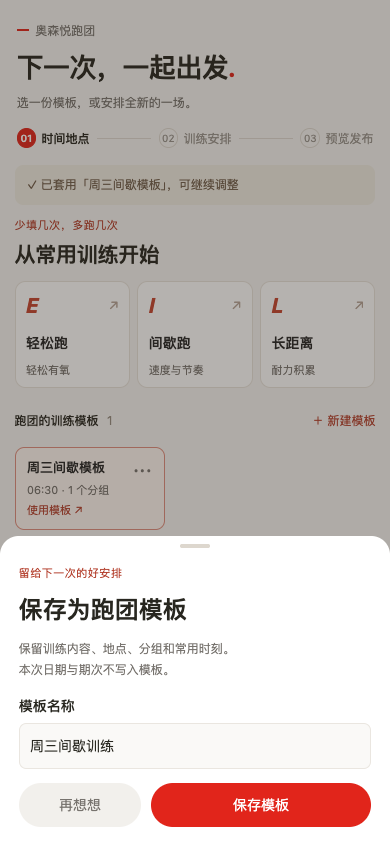 奥森悦跑团
下一次，一起出发.
选一份模板，或安排全新的一场。
01 时间地点 02 训练安排 03 预览发布
✓ 已套用「周三间歇模板」，可继续调整
少填几次，多跑几次
从常用训练开始
E ↗ I ↗ L ↗
轻松跑 间歇跑 长距离
轻松有氧 速度与节奏 耐力积累
跑团的训练模板 1 ＋ 新建模板
周三间歇模板 ···
06:30 · 1 个分组
使用模板 ↗
留给下一次的好安排
保存为跑团模板
保留训练内容、地点、分组和常用时刻。
本次日期与期次不写入模板。
模板名称
周三间歇训练
再想想 保存模板